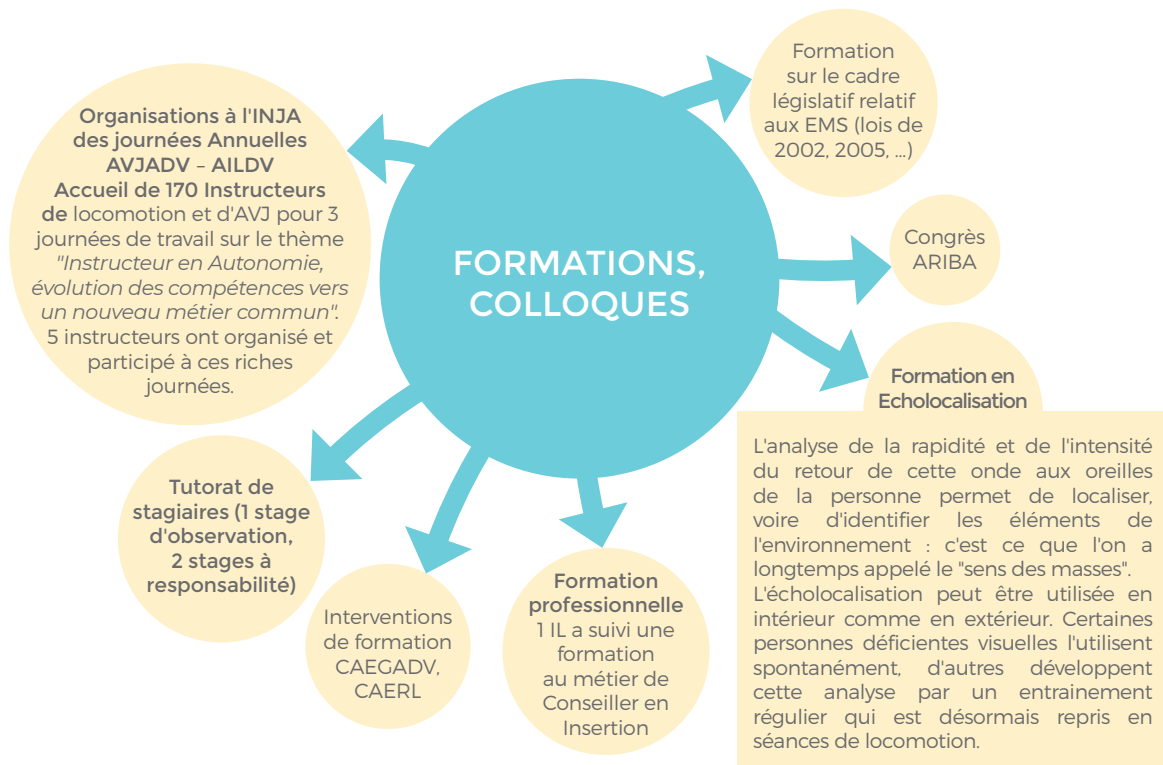 FORMATIONS,
COLLOQUES
Organisations à l'INJA
des journées Annuelles
AVJADV – AILDV
Accueil de 170 Instructeurs
de locomotion et d'AVJ pour 3
journées de travail sur le thème
"Instructeur en Autonomie,
évolution des compétences vers
un nouveau métier commun".
5 instructeurs ont organisé et
participé à ces riches
journées.
Formation
sur le cadre
législatif relatif
aux EMS (lois de
2002, 2005, ...)
Congrès
ARIBA
Formation en
Echolocalisation
L'analyse de la rapidité et de l'intensité
du retour de cette onde aux oreilles
de la personne permet de localiser,
voire d'identifier les éléments de
l'environnement : c'est ce que l'on a
longtemps appelé le "sens des masses".
L'écholocalisation peut être utilisée en
intérieur comme en extérieur. Certaines
personnes déficientes visuelles l'utilisent
spontanément, d'autres développent
cette analyse par un entrainement
régulier qui est désormais repris en
séances de locomotion.
Tutorat de
stagiaires (1 stage
d'observation,
2 stages à
responsabilité)
Interventions
de formation
CAEGADV,
CAERL
Formation
professionnelle
1 IL a suivi une
formation
au métier de
Conseiller en
Insertion